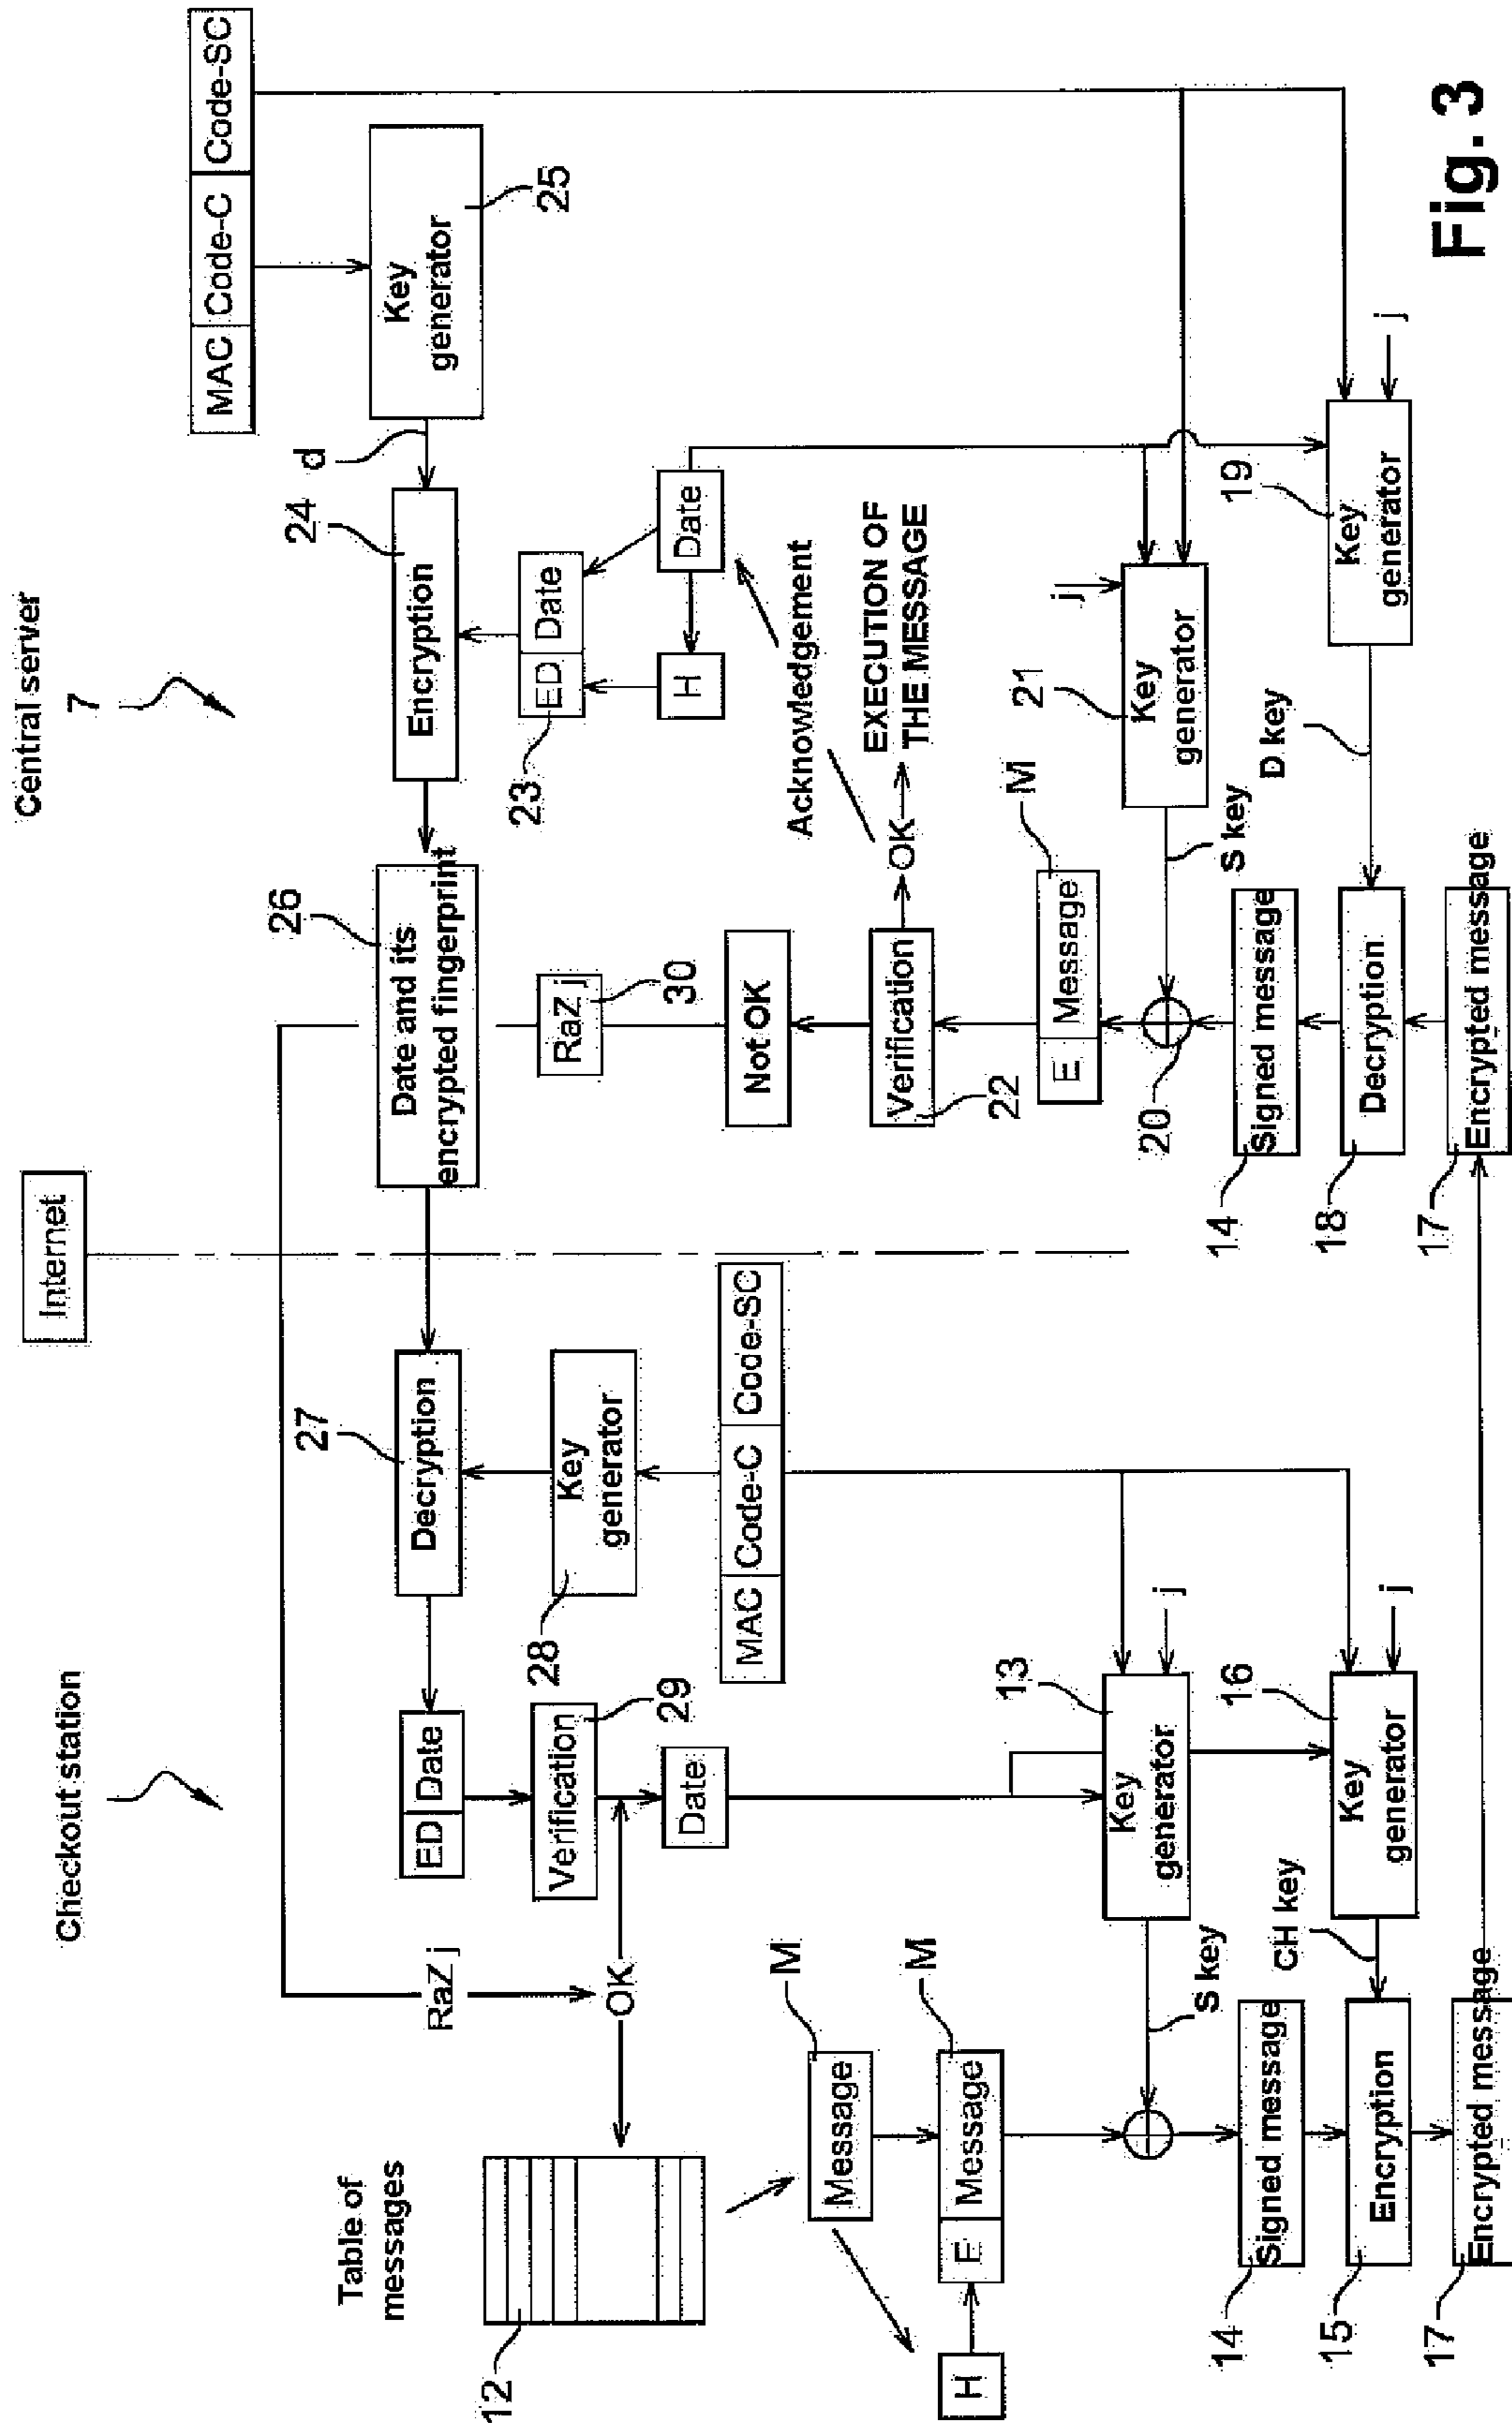 Central server
7
Checkout station
Internet
MAC Code-C Code-SC
Key
generator
25
d
24
Encryption
26
Date and its
encrypted fingerprint
27
Decryption
ED Date
23
H
Date
Key
generator
28
ED Date
Verification
29
Date
OK
RaZ j
MAC Code-C Code-SC
RaZ j
30
Not OK
Verification
22
OK
Acknowledgement
EXECUTION OF
THE MESSAGE
Table of
messages
12
Message
M
H
E Message
M
Key
generator
13
j
S key
Key
generator
16
j
CH key
14
Signed message
15
Encryption
17
Encrypted message
E Message
M
20
Key
generator
21
j
S key
14
Signed message
18
Decryption
D key
Key
generator
19
j
17
Encrypted message
Fig. 3